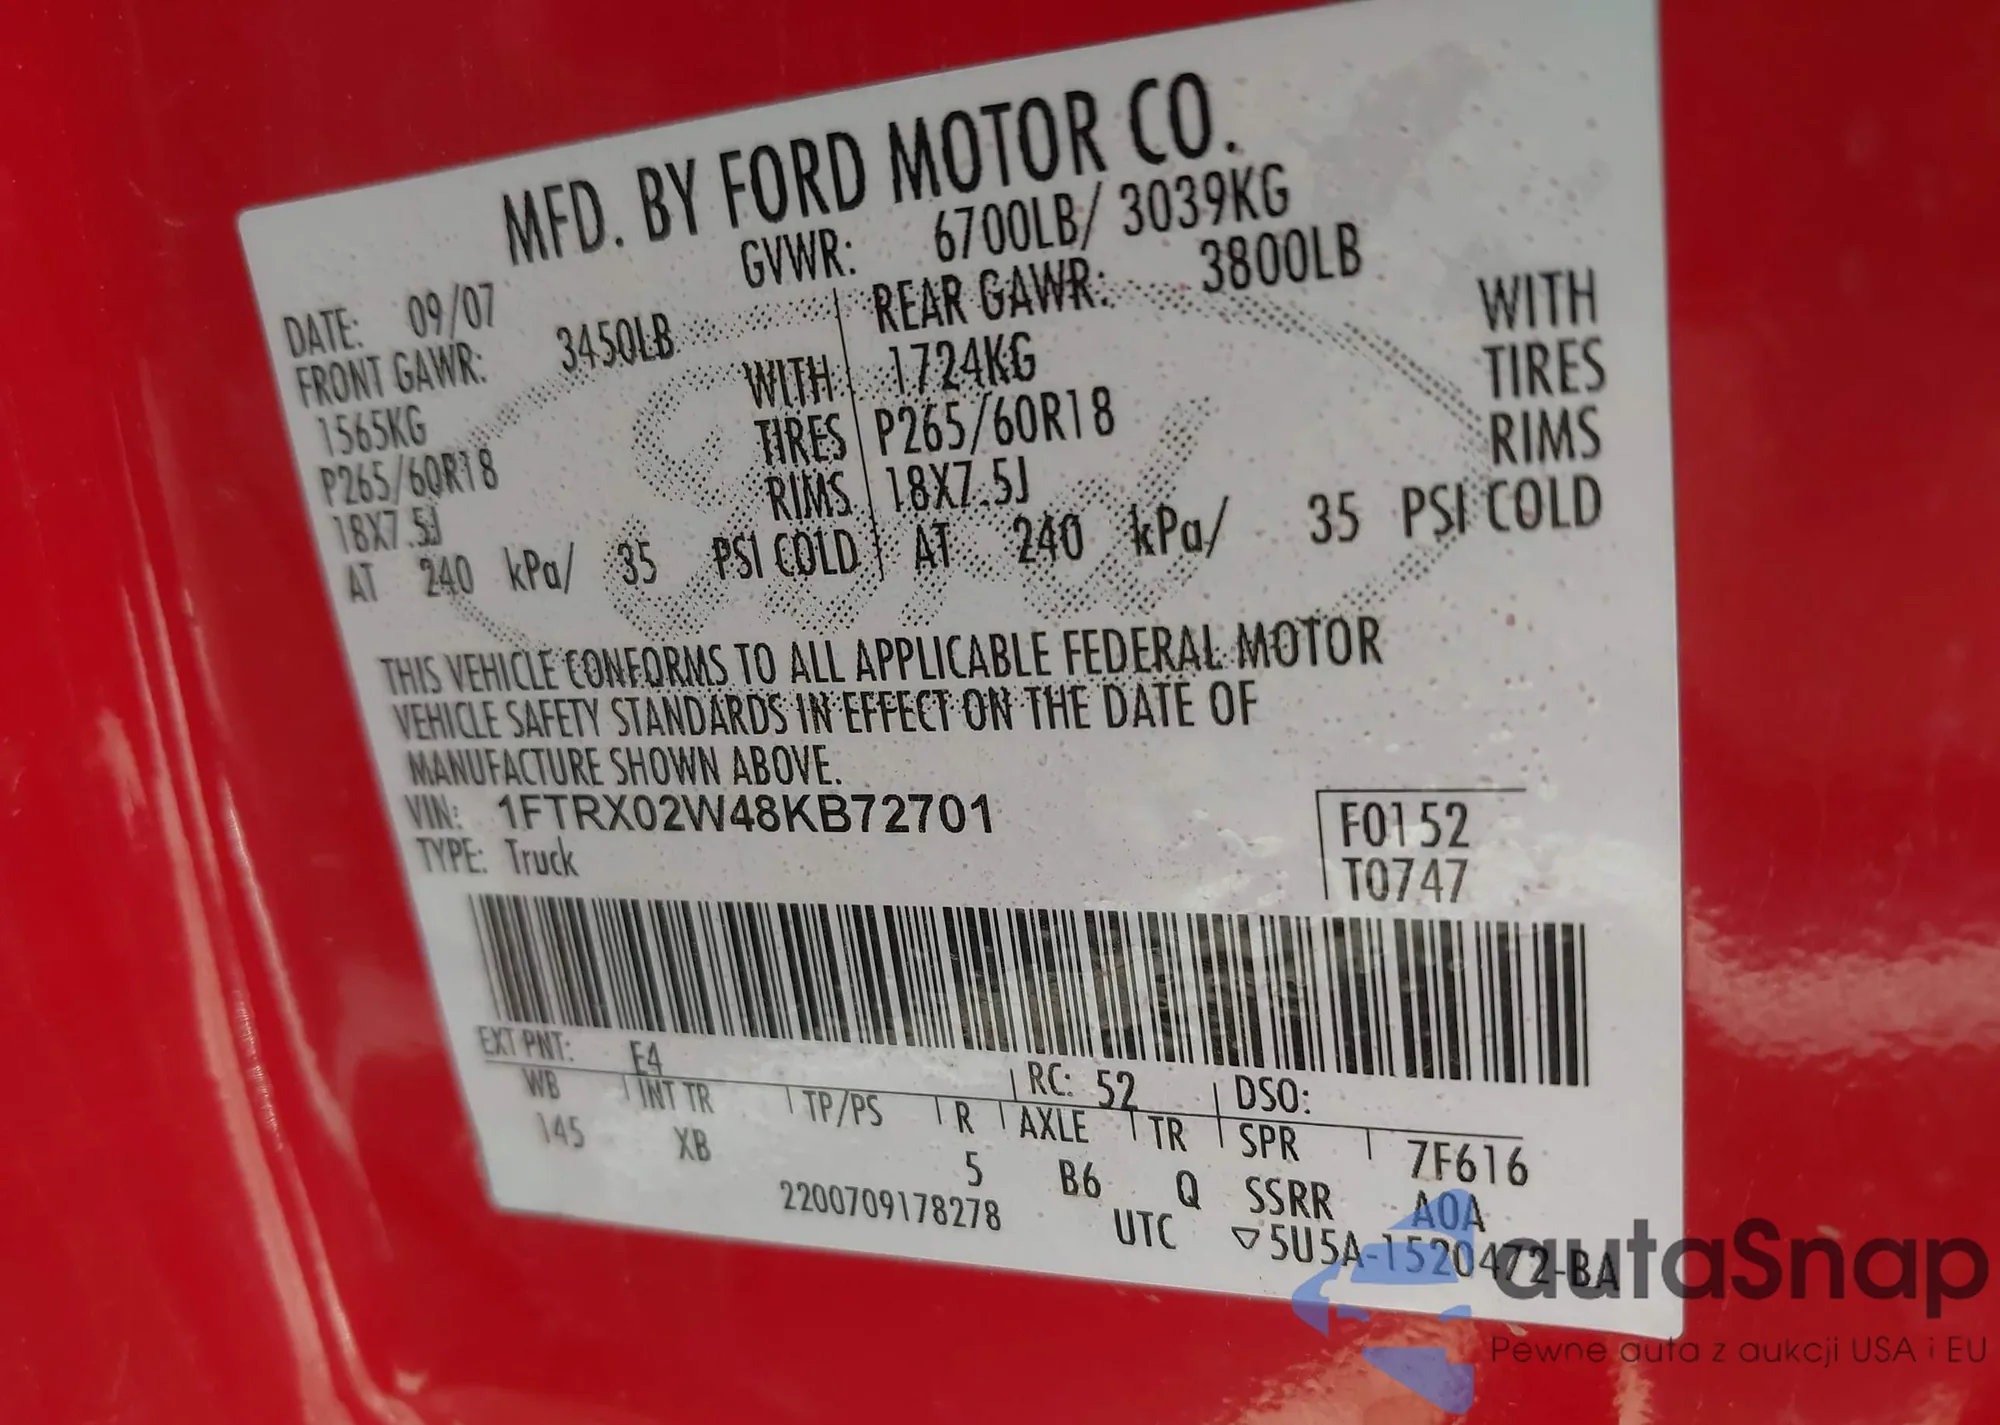 MFD. BY FORD MOTOR CO.
DATE: 09/07 GVWR: 6700LB/ 3039KG
FRONT GAWR: 3450LB REAR GAWR: 3800LB
1565KG WITH 1724KG WITH
P265/60R18 TIRES P265/60R18 TIRES
18X7.5J RIMS 18X7.5J RIMS
AT 240 kPa/ 35 PSI COLD AT 240 kPa/ 35 PSI COLD
THIS VEHICLE CONFORMS TO ALL APPLICABLE FEDERAL MOTOR
VEHICLE SAFETY STANDARDS IN EFFECT ON THE DATE OF
MANUFACTURE SHOWN ABOVE.
VIN: 1FTRX02W48KB72701 F0152
TYPE: Truck T0747
EXT PNT: E4 RC: 52 DSO:
WB INT TR TP/PS R AXLE TR SPR 7F616
145 XB 5 B6 Q SSRR A0A
2200709178278 UTC ▽5U5A-1520472-BA
autaSnap
Pewne auta z aukcji USA i EU